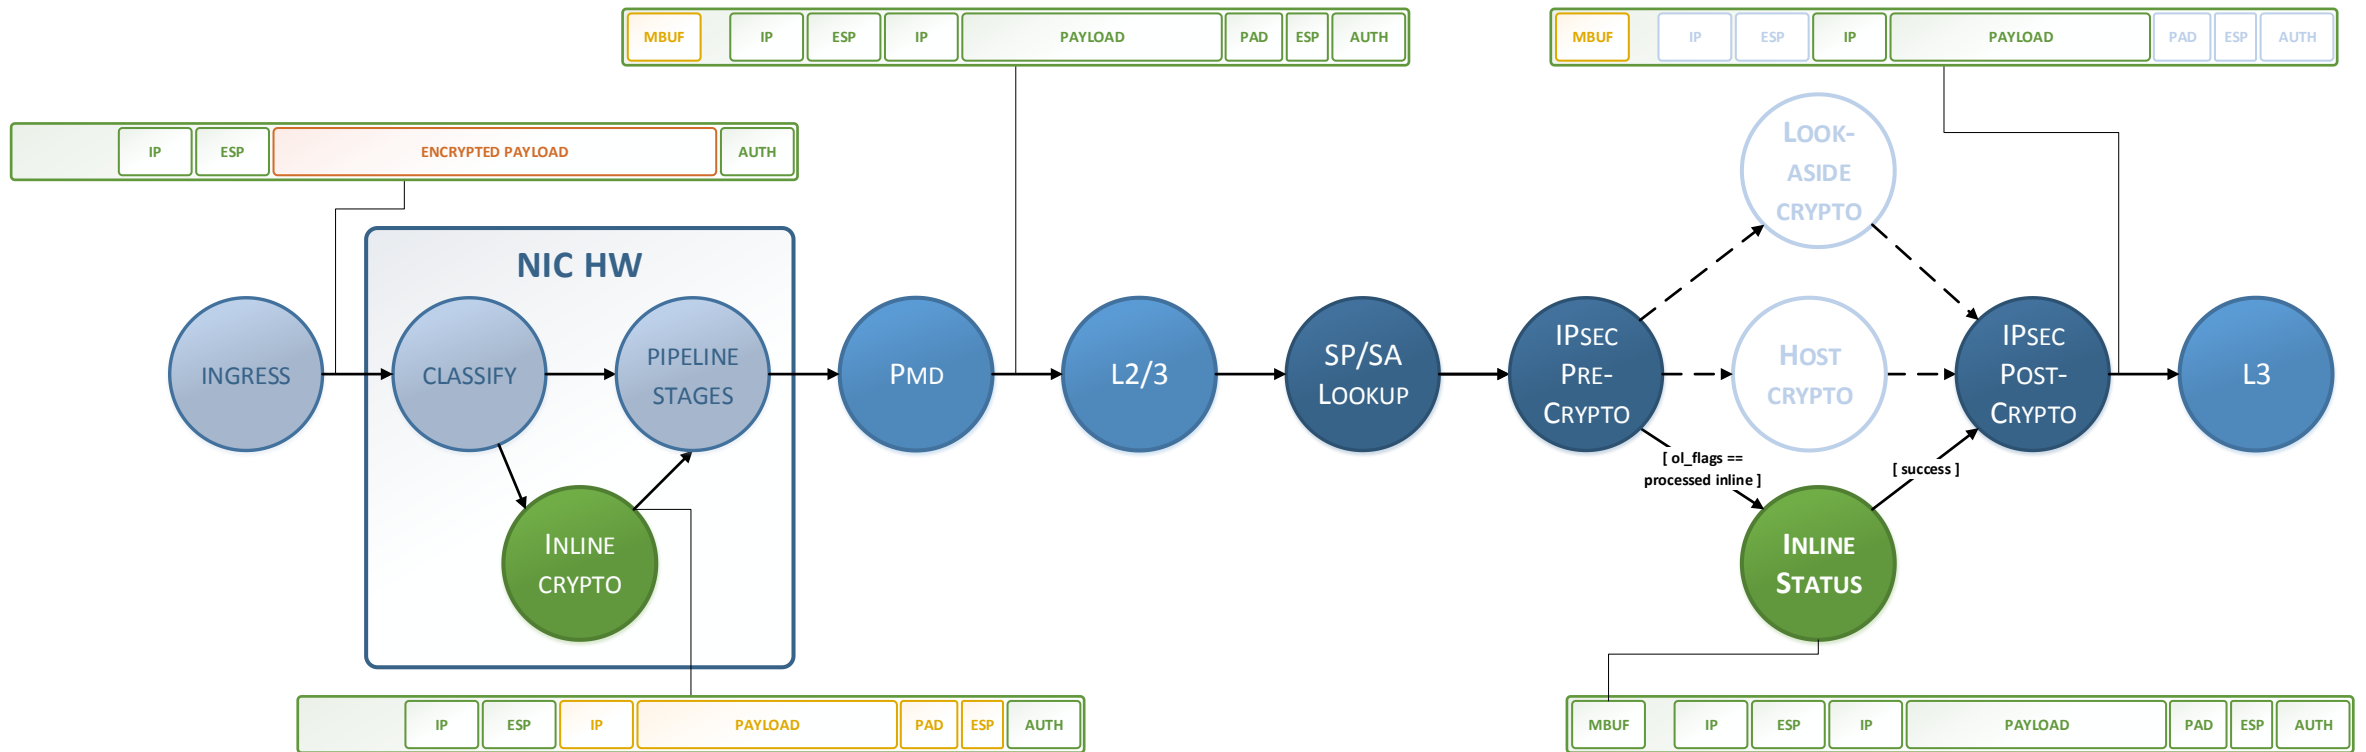 MBUF IP ESP IP PAYLOAD PAD ESP AUTH
MBUF IP ESP IP PAYLOAD PAD ESP AUTH
IP ESP ENCRYPTED PAYLOAD AUTH
NIC HW
INGRESS
CLASSIFY
PIPELINE
STAGES
INLINE
CRYPTO
PMD
L2/3
SP/SA
LOOKUP
IPSEC
PRE-
CRYPTO
LOOK-
ASIDE
CRYPTO
HOST
CRYPTO
[ ol_flags ==
processed inline ]
INLINE
STATUS
[ success ]
IPSEC
POST-
CRYPTO
L3
IP ESP IP PAYLOAD PAD ESP AUTH
MBUF IP ESP IP PAYLOAD PAD ESP AUTH